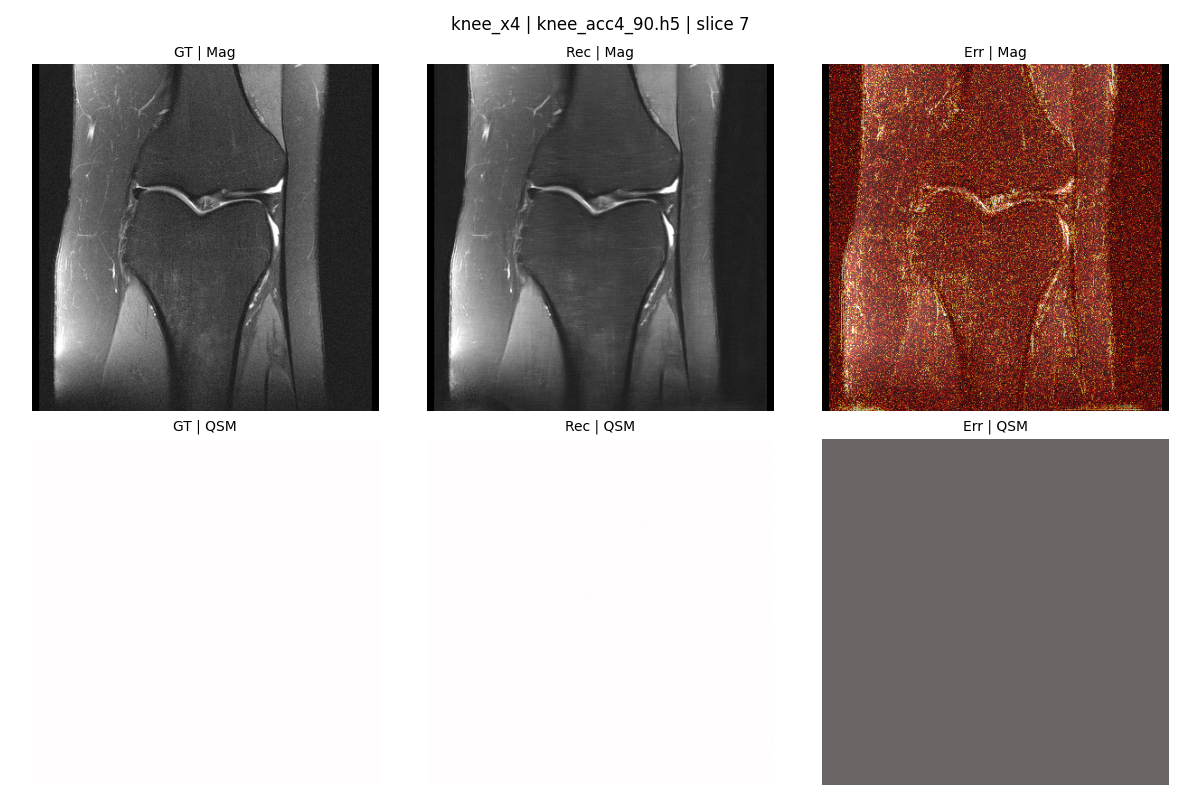 knee_x4 | knee_acc4_90.h5 | slice 7
GT | Mag
Rec | Mag
Err | Mag
GT | QSM
Rec | QSM
Err | QSM